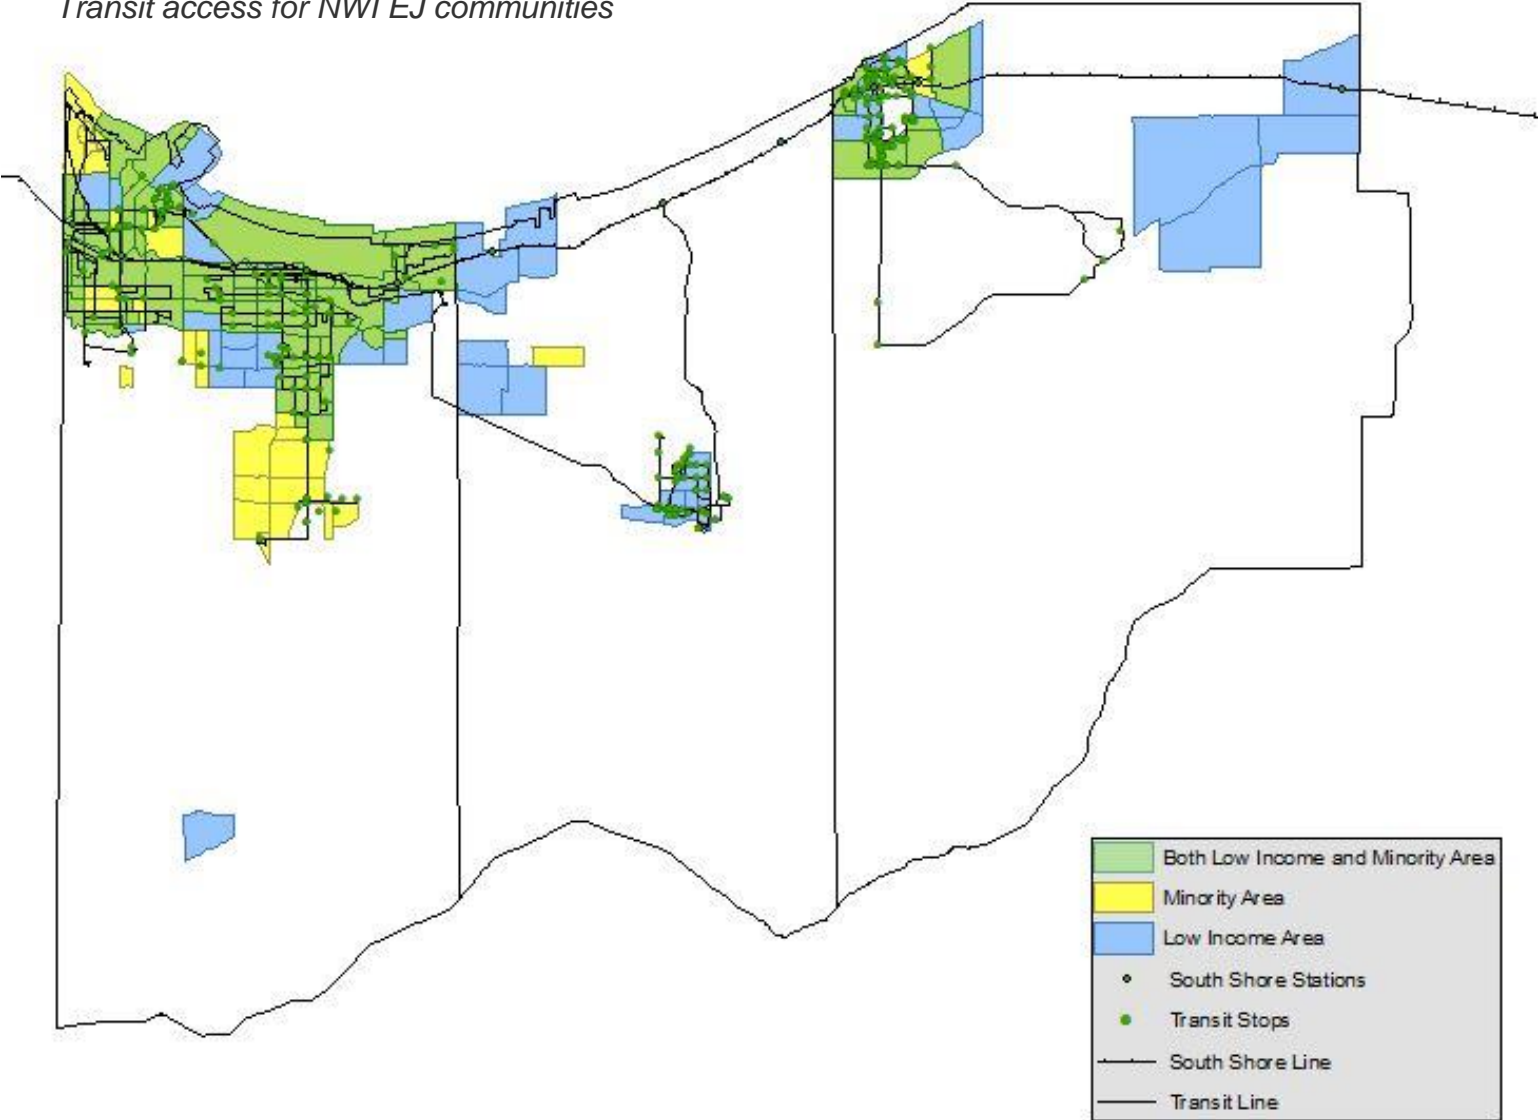 Transit access for NWI EJ communities
Both Low Income and Minority Area
Minority Area
Low Income Area
South Shore Stations
Transit Stops
South Shore Line
Transit Line